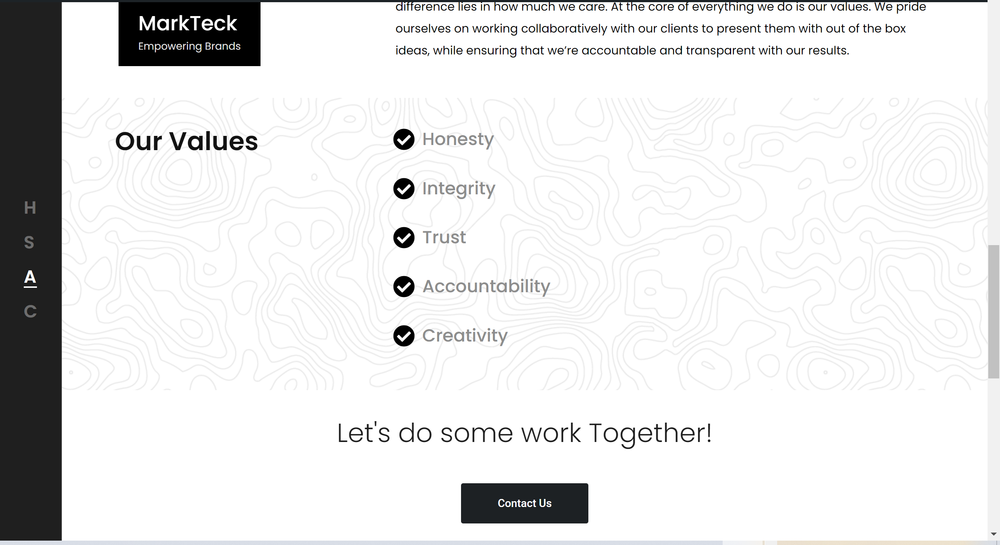 MarkTeck
Empowering Brands
difference lies in how much we care. At the core of everything we do is our values. We pride
ourselves on working collaboratively with our clients to present them with out of the box
ideas, while ensuring that we’re accountable and transparent with our results.
H
S
A
C
Our Values
Honesty
Integrity
Trust
Accountability
Creativity
Let's do some work Together!
Contact Us